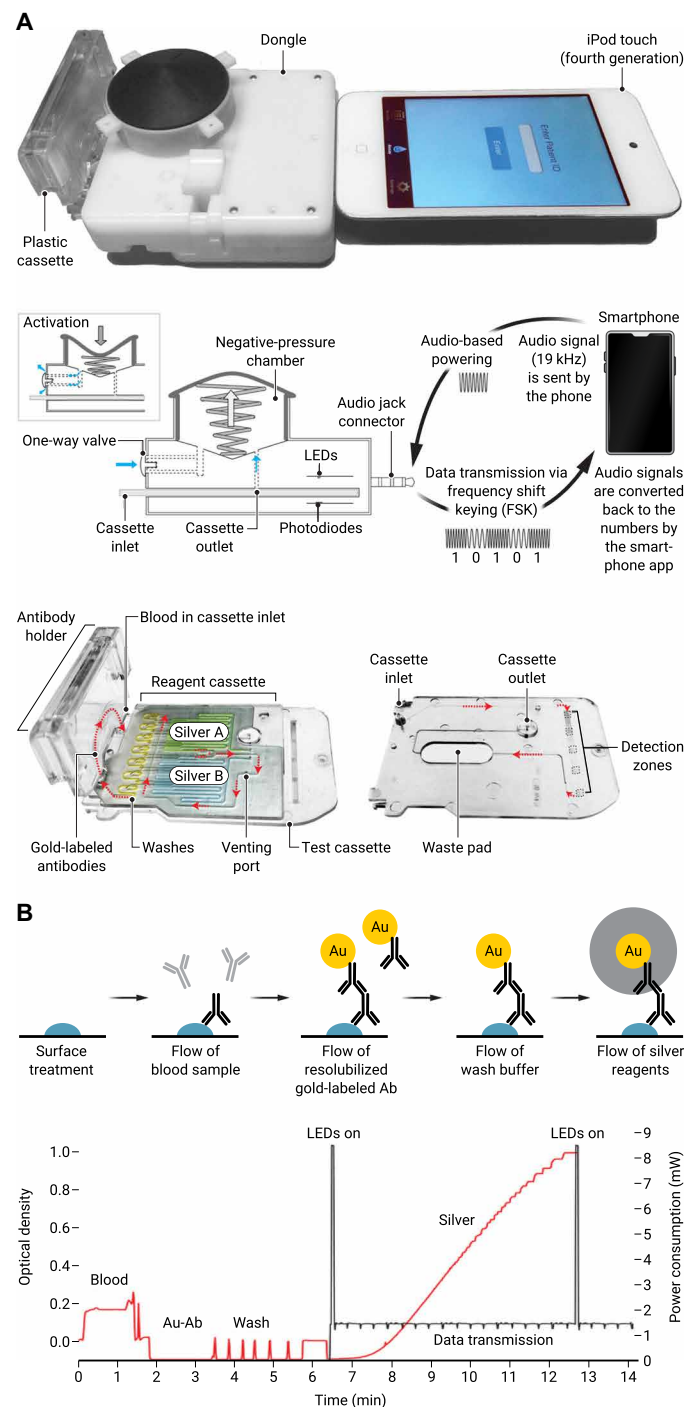 A
Dongle
iPod touch
(fourth generation)
Enter Patient ID
Enter
Plastic
cassette
Activation
Negative-pressure
chamber
One-way valve
Audio jack
connector
LEDs
Cassette
inlet
Cassette
outlet
Photodiodes
Audio-based
powering
Audio signal
(19 kHz)
is sent by
the phone
Smartphone
Data transmission via
frequency shift
keying (FSK)
1 0 1 0 1
Audio signals
are converted
back to the
numbers by
the smart-
phone app
Antibody
holder
Blood in cassette inlet
Reagent cassette
Silver A
Silver B
Gold-labeled
antibodies
Washes
Venting
port
Test cassette
Cassette
inlet
Cassette
outlet
Detection
zones
Waste pad
B
Au
Au
Au
Au
Surface
treatment
Flow of
blood sample
Flow of
resolubilized
gold-labeled Ab
Flow of
wash buffer
Flow of silver
reagents
LEDs on
LEDs on
Optical density
1.0
0.8
0.6
0.4
0.2
0.0
Blood
Au-Ab
Wash
Silver
Data transmission
9
8
7
6
5
4
3
2
1
0
Power consumption (mW)
0 1 2 3 4 5 6 7 8 9 10 11 12 13 14
Time (min)